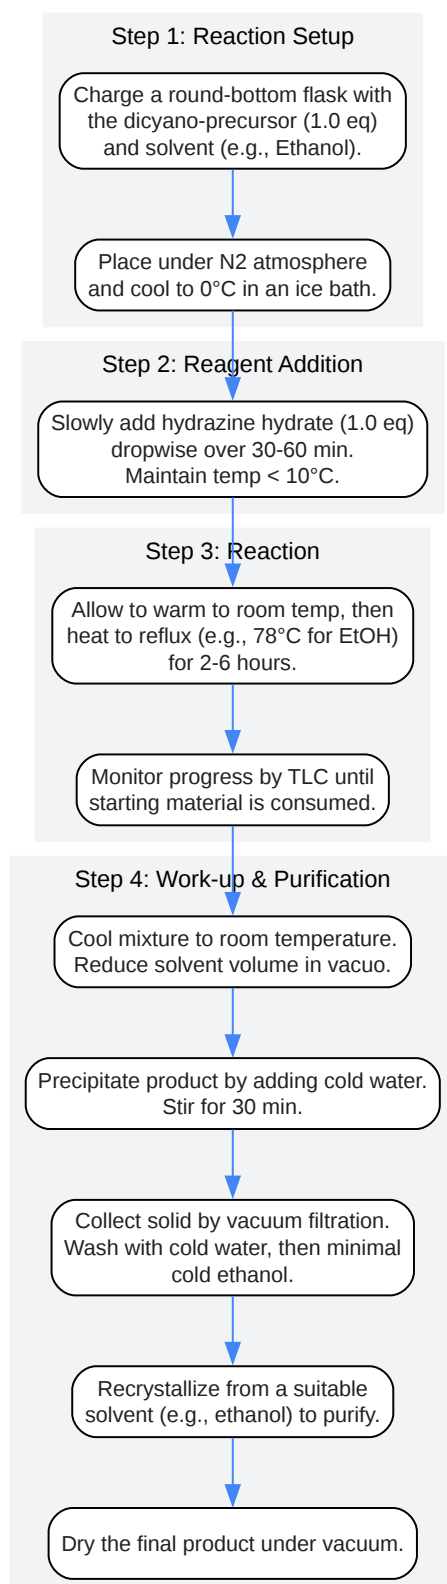 Step 1: Reaction Setup
Charge a round-bottom flask with
the dicyano-precursor (1.0 eq)
and solvent (e.g., Ethanol).
Place under N2 atmosphere
and cool to 0°C in an ice bath.
Step 2: Reagent Addition
Slowly add hydrazine hydrate (1.0 eq)
dropwise over 30-60 min.
Maintain temp < 10°C.
Step 3: Reaction
Allow to warm to room temp, then
heat to reflux (e.g., 78°C for EtOH)
for 2-6 hours.
Monitor progress by TLC until
starting material is consumed.
Step 4: Work-up & Purification
Cool mixture to room temperature.
Reduce solvent volume in vacuo.
Precipitate product by adding cold water.
Stir for 30 min.
Collect solid by vacuum filtration.
Wash with cold water, then minimal
cold ethanol.
Recrystallize from a suitable
solvent (e.g., ethanol) to purify.
Dry the final product under vacuum.